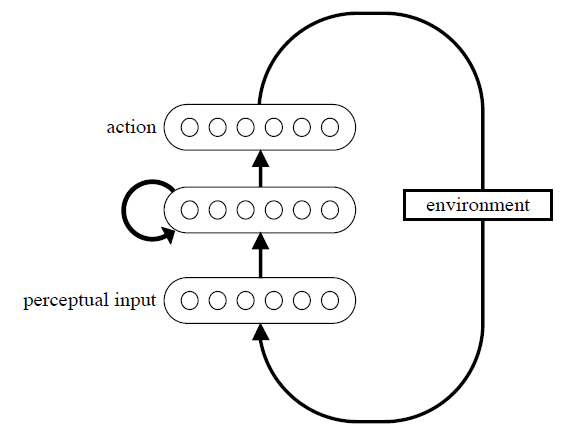 action
environment
perceptual input